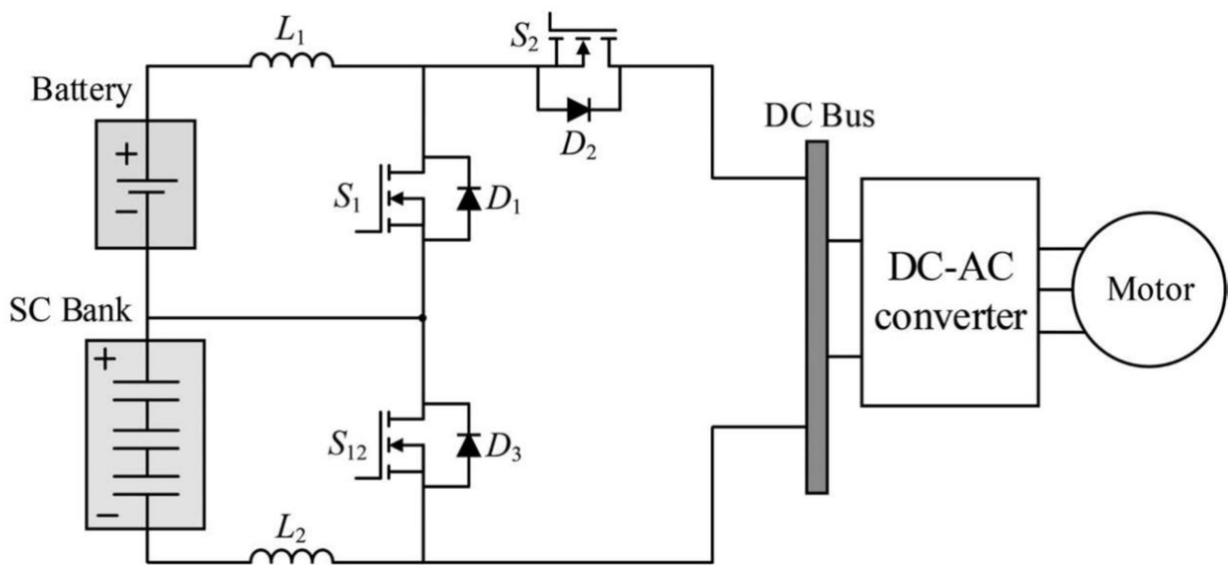 L1
S2
Battery
DC Bus
D2
+
S1
D1
−
DC-AC
converter
Motor
SC Bank
+
S12
D3
−
L2